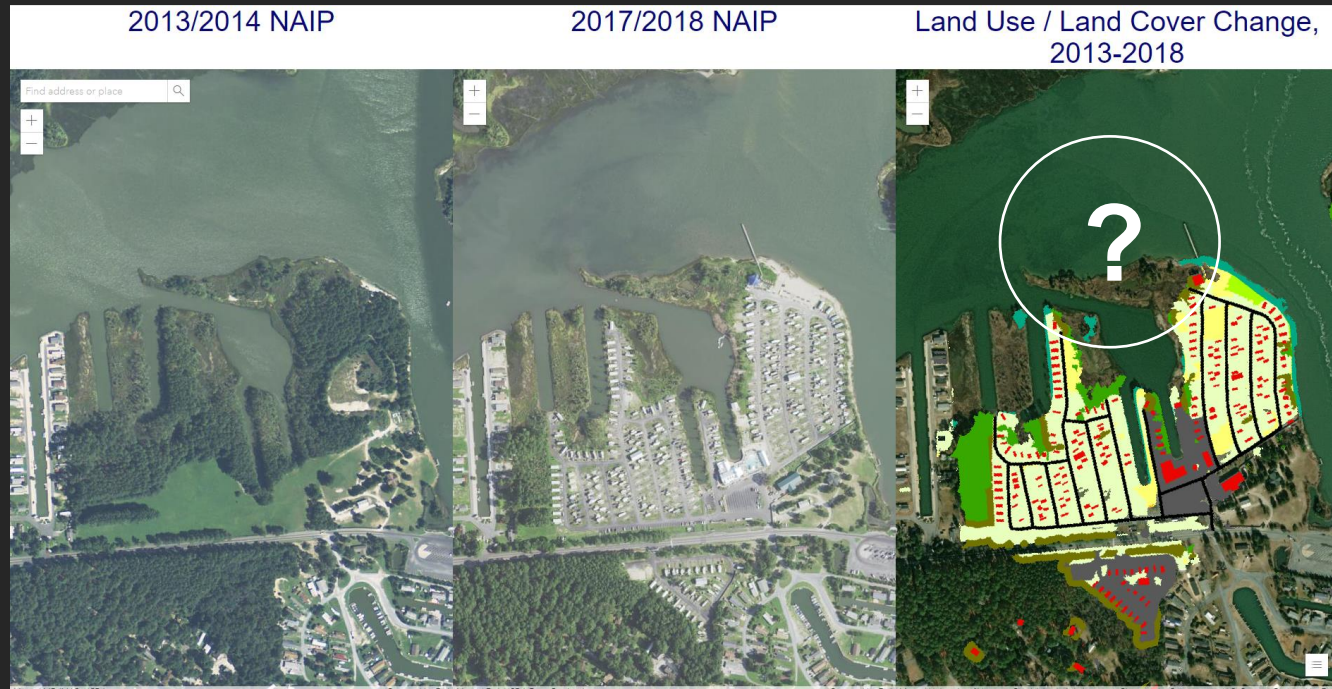 2013/2014 NAIP
2017/2018 NAIP
Land Use / Land Cover Change,
2013-2018
Find address or place
?